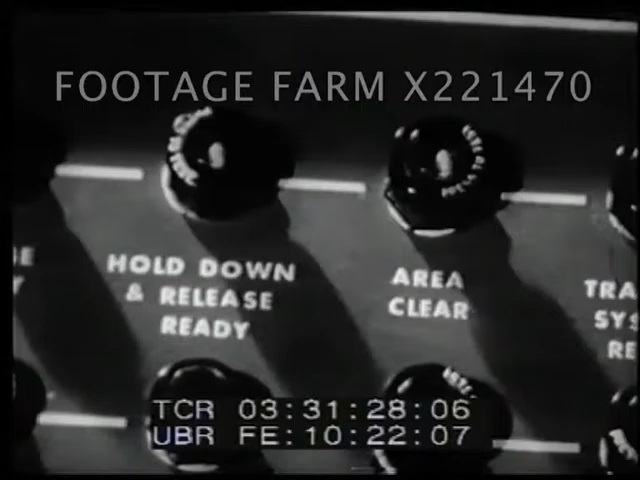 FOOTAGE FARM X221470
HOLD DOWN
& RELEASE
READY
AREA
CLEAR
TRA
SYS
RE
TCR 03:31:28:06
UBR FE:10:22:07